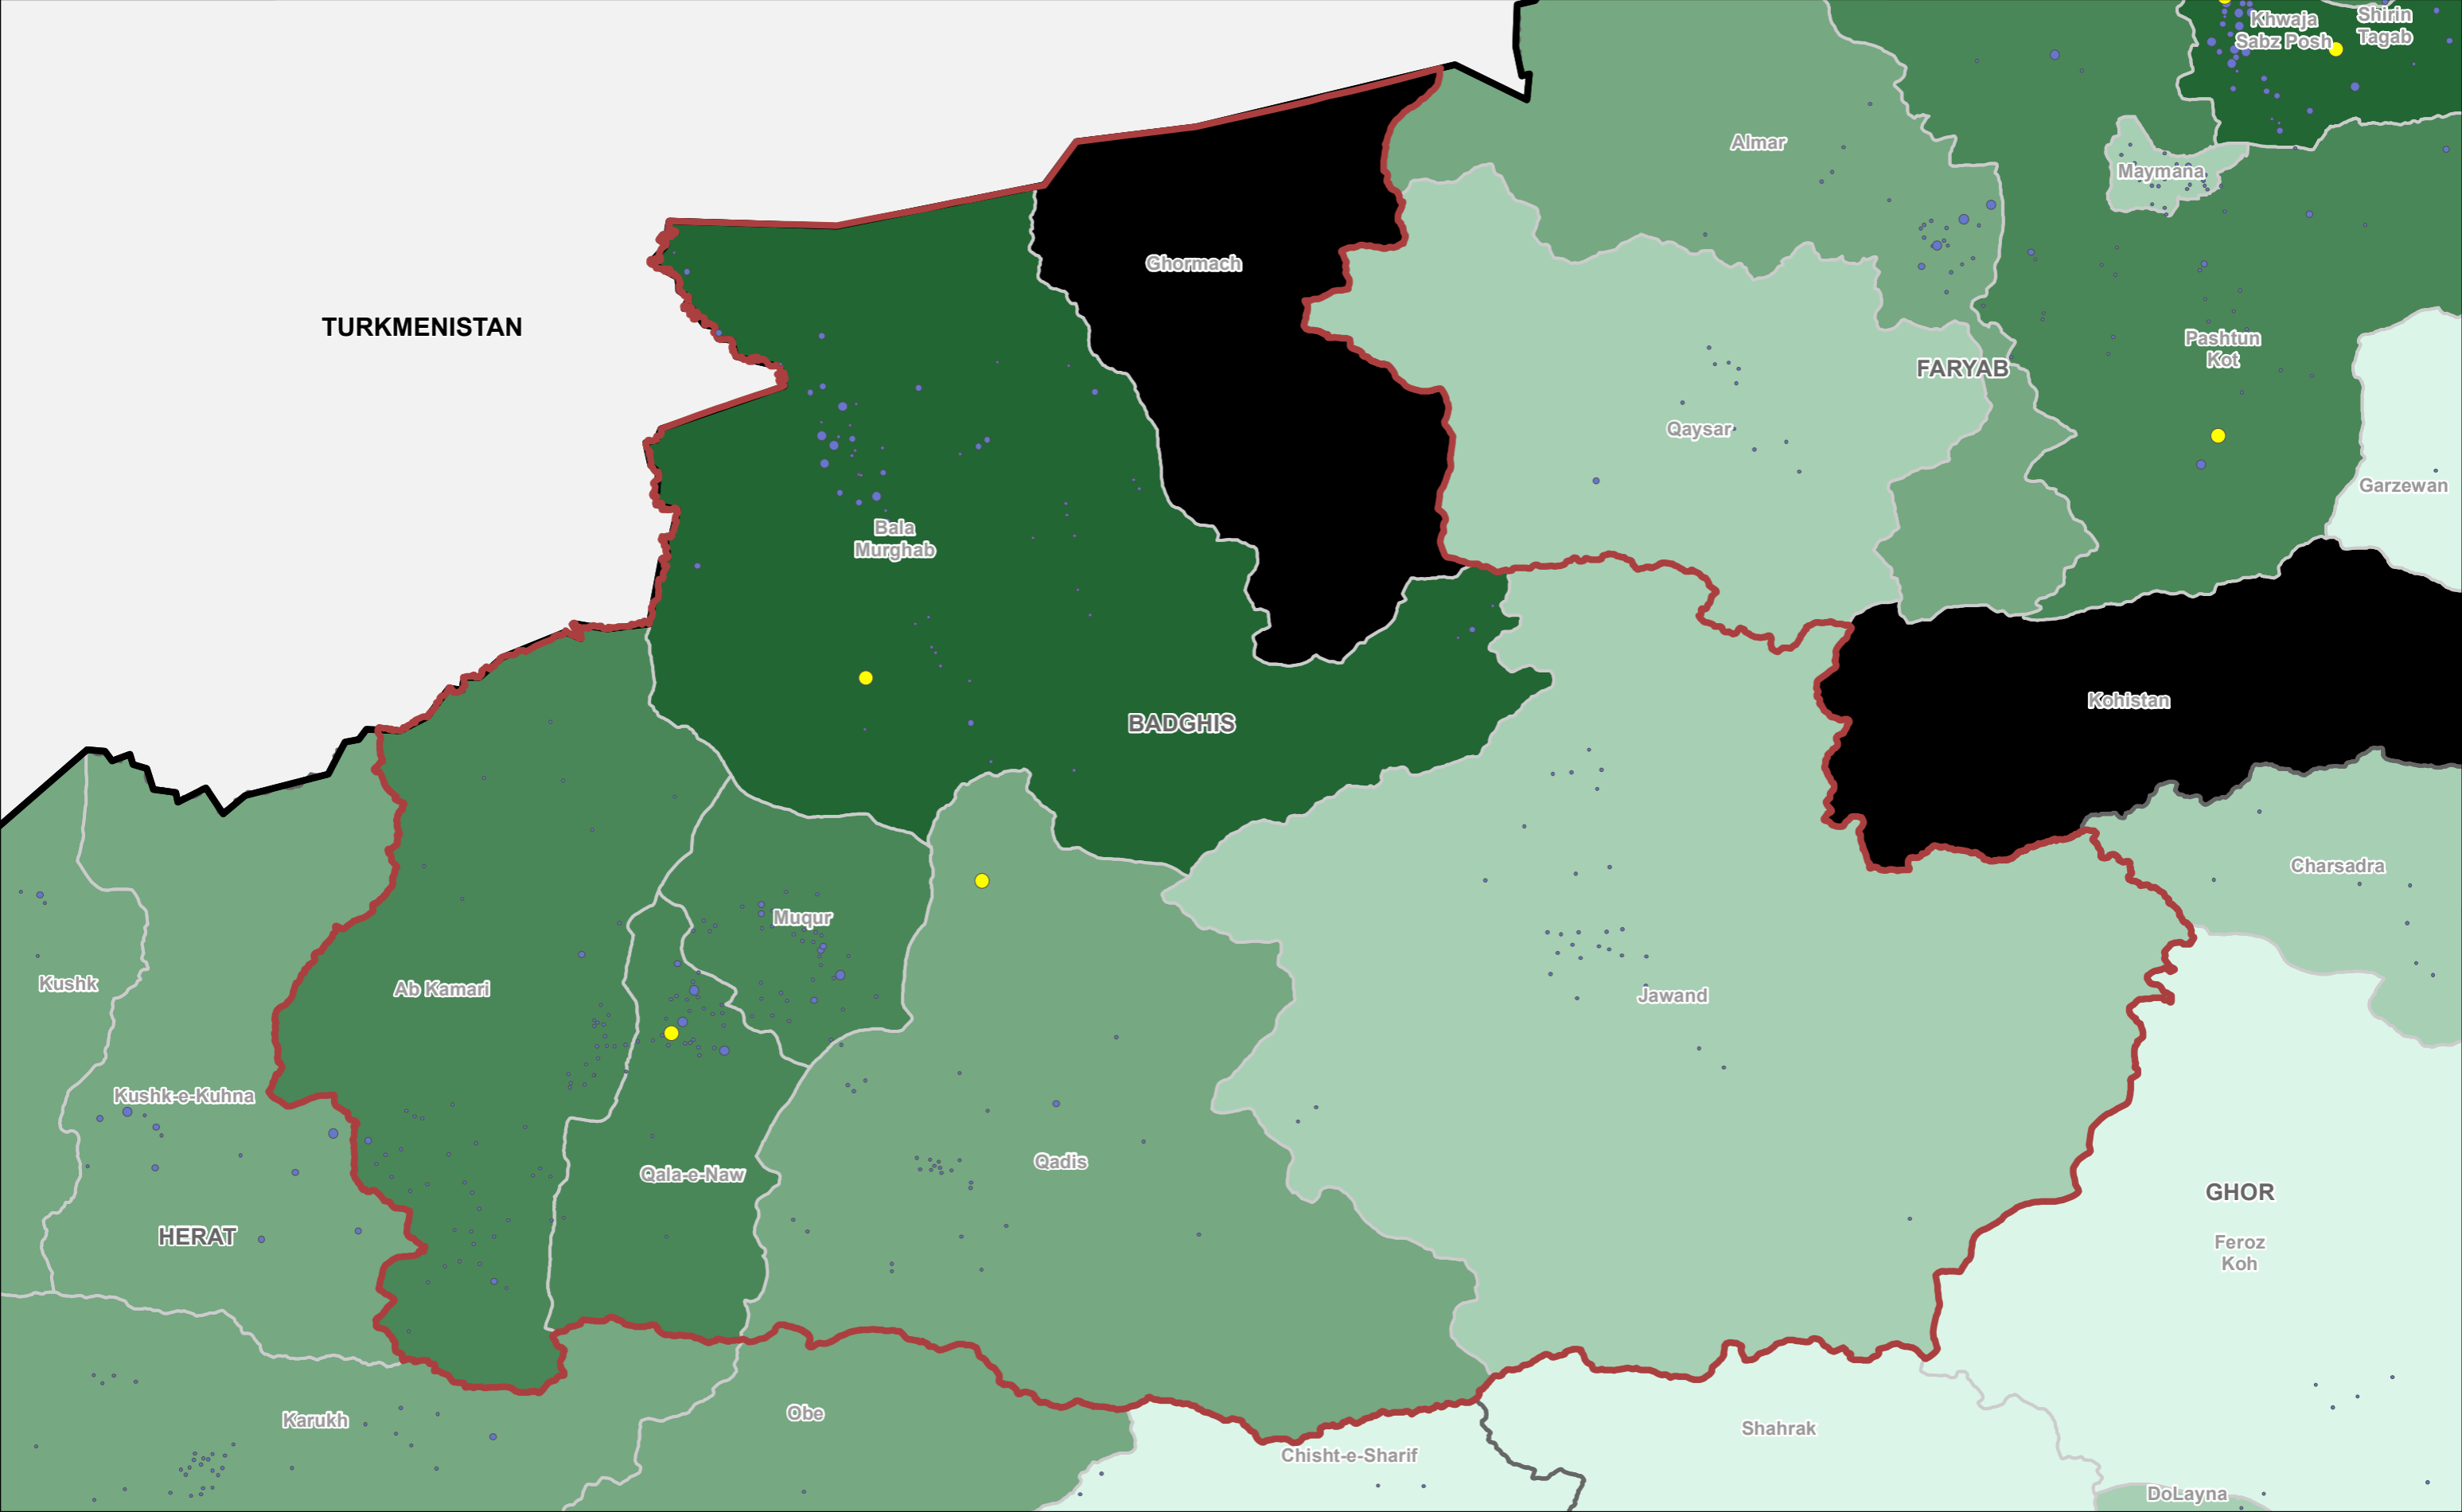 Khwaja
Sabz Posh
Shirin
Tagab
Almar
Maymana
Ghormach
TURKMENISTAN
Pashtun
Kot
FARYAB
Qaysar
Garzewan
Bala
Murghab
Kohistan
BADGHIS
Charsadra
Muqur
Kushk
Ab Kamari
Jawand
Kushk-e-Kuhna
Qadis
Qala-e-Naw
GHOR
HERAT
Feroz
Koh
Obe
Karukh
Shahrak
Chisht-e-Sharif
DoLayna